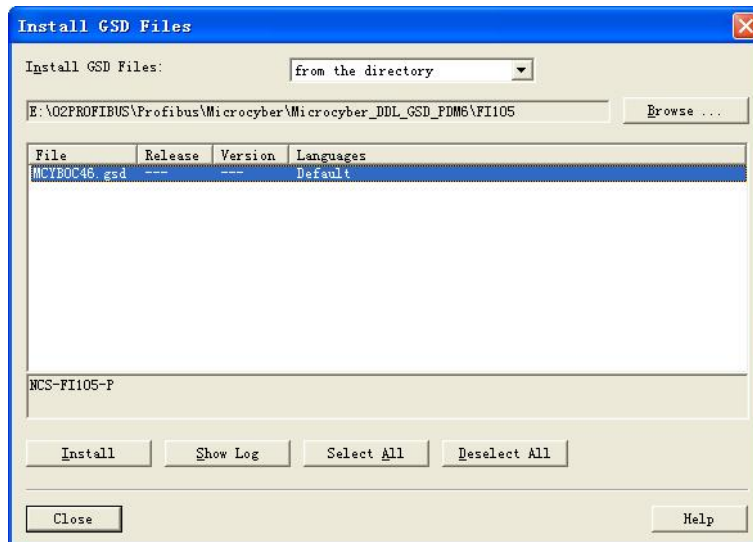 Install GSD Files
Install GSD Files:
from the directory
E:\02PROFIBUS\Profibus\Microcyber\Microcyber_DDL_GSD_PDM6\FI105
Browse ...
File Release Version Languages
MCYB0C46.gsd --- --- Default
NCS-FI105-P
Install Show Log Select All Deselect All
Close Help